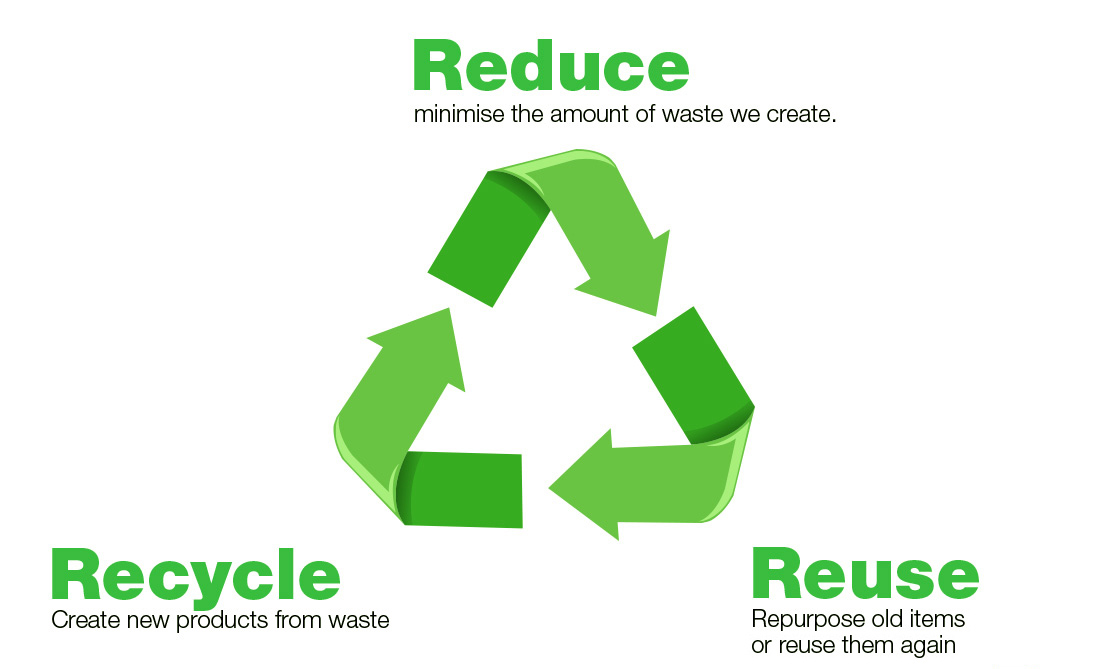 Reduce
minimise the amount of waste we create.
Recycle
Create new products from waste
Reuse
Repurpose old items
or reuse them again